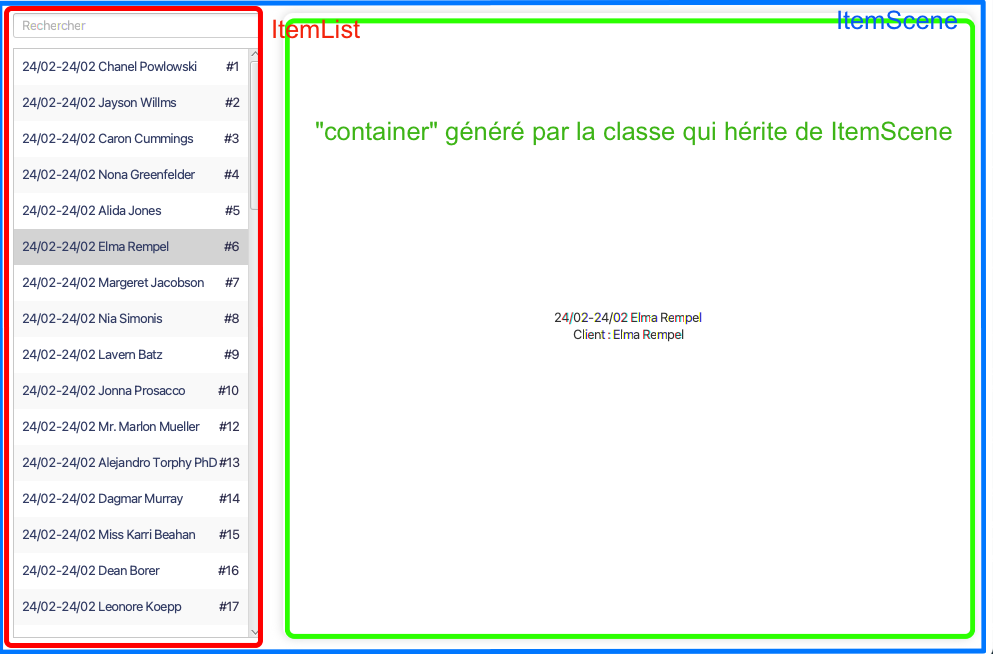 Rechercher
ItemList
ItemScene
24/02-24/02 Chanel Powlowski #1
24/02-24/02 Jayson Willms #2
24/02-24/02 Caron Cummings #3
24/02-24/02 Nona Greenfelder #4
24/02-24/02 Alida Jones #5
24/02-24/02 Elma Rempel #6
24/02-24/02 Margeret Jacobson #7
24/02-24/02 Nia Simonis #8
24/02-24/02 Lavern Batz #9
24/02-24/02 Jonna Prosacco #10
24/02-24/02 Mr. Marlon Mueller #12
24/02-24/02 Alejandro Torphy PhD #13
24/02-24/02 Dagmar Murray #14
24/02-24/02 Miss Karri Beahan #15
24/02-24/02 Dean Borer #16
24/02-24/02 Leonore Koepp #17
"container" généré par la classe qui hérite de ItemScene
24/02-24/02 Elma Rempel
Client : Elma Rempel